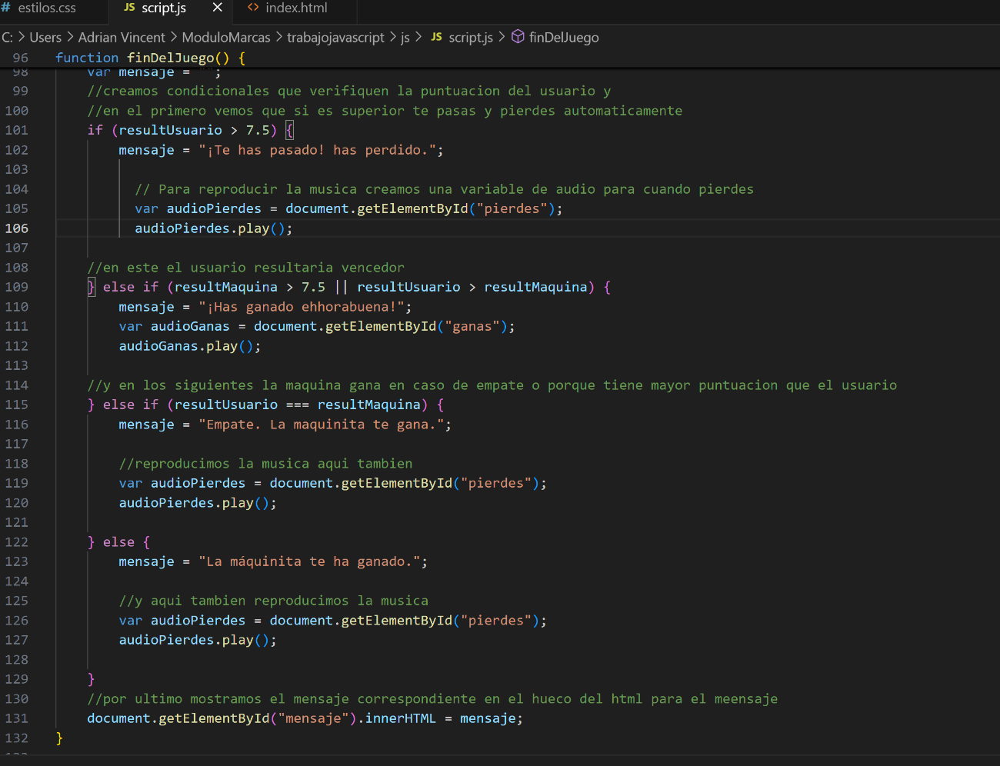 # estilos.css JS script.js × <> index.html
C: > Users > Adrian Vincent > ModuloMarcas > trabajojavascript > js > JS script.js > finDelJuego
96 function finDelJuego() {
98 var mensaje = "";
99 //creamos condicionales que verifiquen la puntuacion del usuario y
100 //en el primero vemos que si es superior te pasas y pierdes automaticamente
101 if (resultUsuario > 7.5) {
102 mensaje = "¡Te has pasado! has perdido.";
103
104 // Para reproducir la musica creamos una variable de audio para cuando pierdes
105 var audioPierdes = document.getElementById("pierdes");
106 audioPierdes.play();
107
108 //en este el usuario resultaria vencedor
109 } else if (resultMaquina > 7.5 || resultUsuario > resultMaquina) {
110 mensaje = "¡Has ganado ehhorabuena!";
111 var audioGanas = document.getElementById("ganas");
112 audioGanas.play();
113
114 //y en los siguientes la maquina gana en caso de empate o porque tiene mayor puntuacion que el usuario
115 } else if (resultUsuario === resultMaquina) {
116 mensaje = "Empate. La maquinita te gana.";
117
118 //reproducimos la musica aqui tambien
119 var audioPierdes = document.getElementById("pierdes");
120 audioPierdes.play();
121
122 } else {
123 mensaje = "La máquinita te ha ganado.";
124
125 //y aqui tambien reproducimos la musica
126 var audioPierdes = document.getElementById("pierdes");
127 audioPierdes.play();
128
129 }
130 //por ultimo mostramos el mensaje correspondiente en el hueco del html para el meensaje
131 document.getElementById("mensaje").innerHTML = mensaje;
132 }